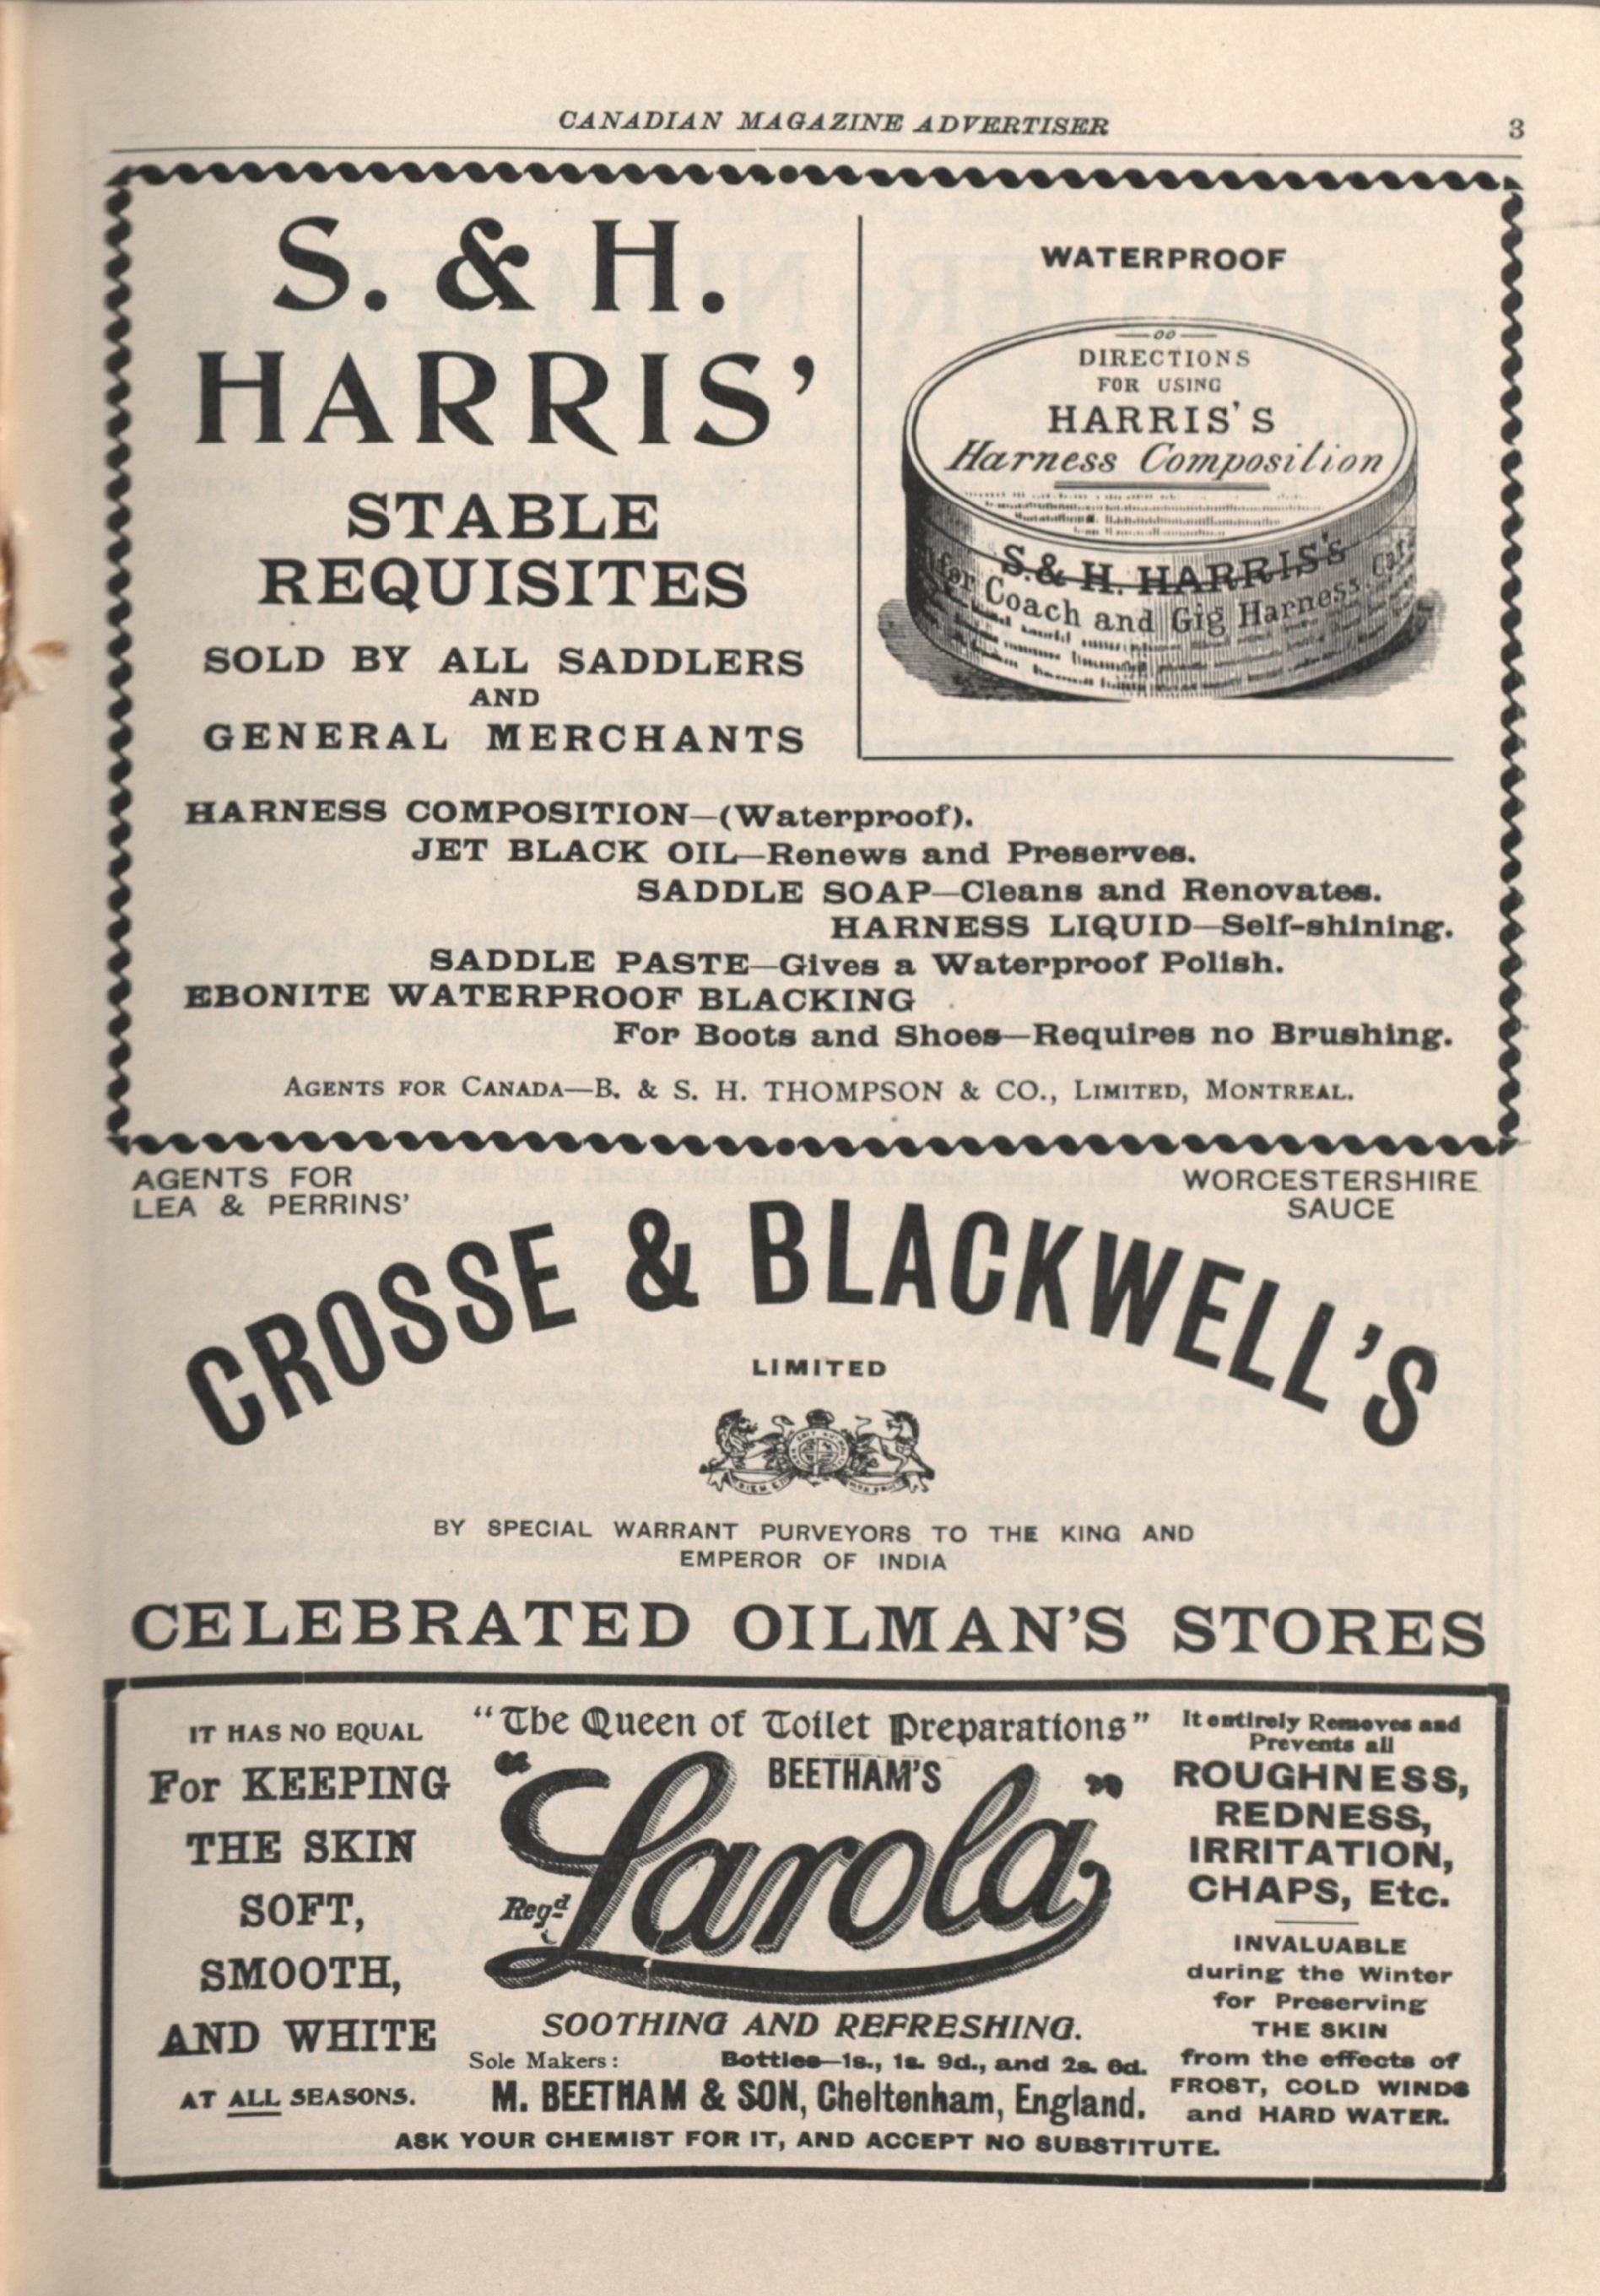 CANADIAN MAGAZINE ADVERTISER 3
S. & H.
HARRIS'
STABLE
REQUISITES
SOLD BY ALL SADDLERS
AND
GENERAL MERCHANTS
WATERPROOF
DIRECTIONS
FOR USING
HARRIS'S
Harness Composition
S. & H. HARRIS'S
for Coach and Gig Harness
HARNESS COMPOSITION—(Waterproof).
JET BLACK OIL—Renews and Preserves.
SADDLE SOAP—Cleans and Renovates.
HARNESS LIQUID—Self-shining.
SADDLE PASTE—Gives a Waterproof Polish.
EBONITE WATERPROOF BLACKING
For Boots and Shoes—Requires no Brushing.
AGENTS FOR CANADA—B. & S. H. THOMPSON & CO., LIMITED, MONTREAL.
AGENTS FOR
LEA & PERRINS'
WORCESTERSHIRE
SAUCE
CROSSE & BLACKWELL'S
LIMITED
BY SPECIAL WARRANT PURVEYORS TO THE KING AND
EMPEROR OF INDIA
CELEBRATED OILMAN'S STORES
IT HAS NO EQUAL
For KEEPING
THE SKIN
SOFT,
SMOOTH,
AND WHITE
AT ALL SEASONS.
"The Queen of Toilet Preparations"
BEETHAM'S
"Larola"
Regd
SOOTHING AND REFRESHING.
Sole Makers: Bottles—1s., 1s. 9d., and 2s. 6d.
M. BEETHAM & SON, Cheltenham, England.
It entirely Removes and
Prevents all
ROUGHNESS,
REDNESS,
IRRITATION,
CHAPS, Etc.
INVALUABLE
during the Winter
for Preserving
THE SKIN
from the effects of
FROST, COLD WINDS
and HARD WATER.
ASK YOUR CHEMIST FOR IT, AND ACCEPT NO SUBSTITUTE.